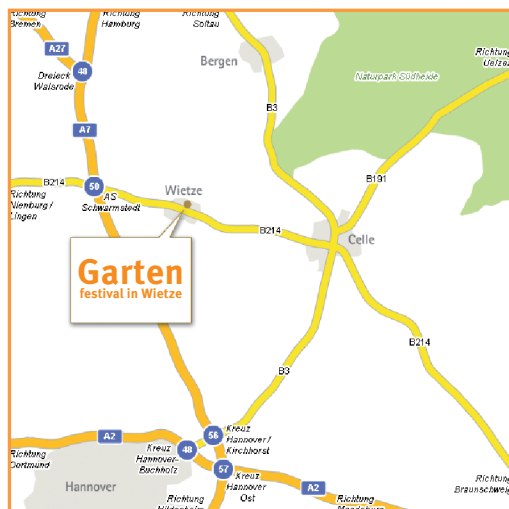 Richtung
Bremen
Richtung
Hamburg
Richtung
Soltau
A27
48
Dreieck
Walsrode
Bergen
Richtung
Naturpark Südheide
B3
A7
B191
B214
50
AS
Schwarmstedt
Richtung
Nienburg /
Lingen
Wietze
B214
Celle
Garten
festival in Wietze
B214
B3
A2
56
Kreuz
Hannover /
Kirchhorst
48
Kreuz
Hannover-
Buchholz
57
Kreuz
Hannover
Ost
Richtung
Dortmund
Hannover
A2
Richtung
Richtung
Richtung
Braunschweig